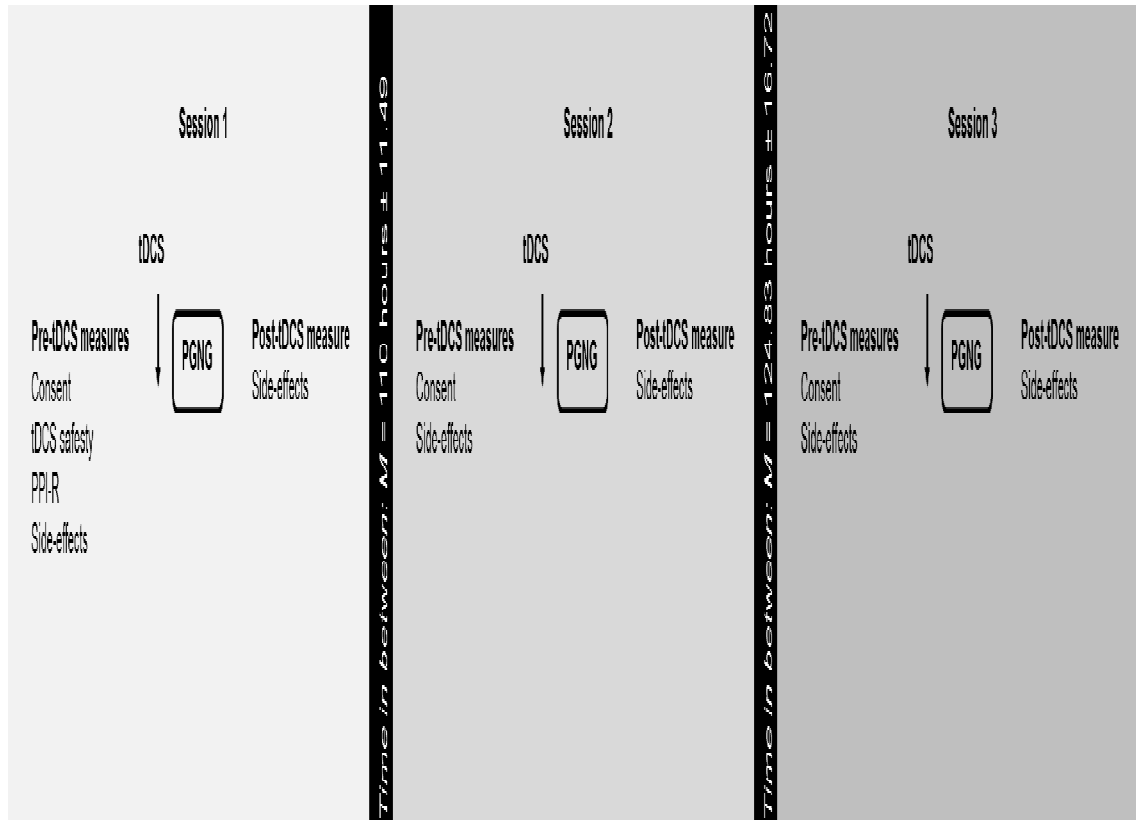 Session 1
tDCS
Pre-tDCS measures
Consent
tDCS safesty
PPI-R
Side-effects
PGNG
Post-tDCS measure
Side-effects
Time in between: M = 110 hours ± 11.49
Session 2
tDCS
Pre-tDCS measures
Consent
Side-effects
PGNG
Post-tDCS measure
Side-effects
Time in between: M = 124.83 hours ± 16.72
Session 3
tDCS
Pre-tDCS measures
Consent
Side-effects
PGNG
Post-tDCS measure
Side-effects